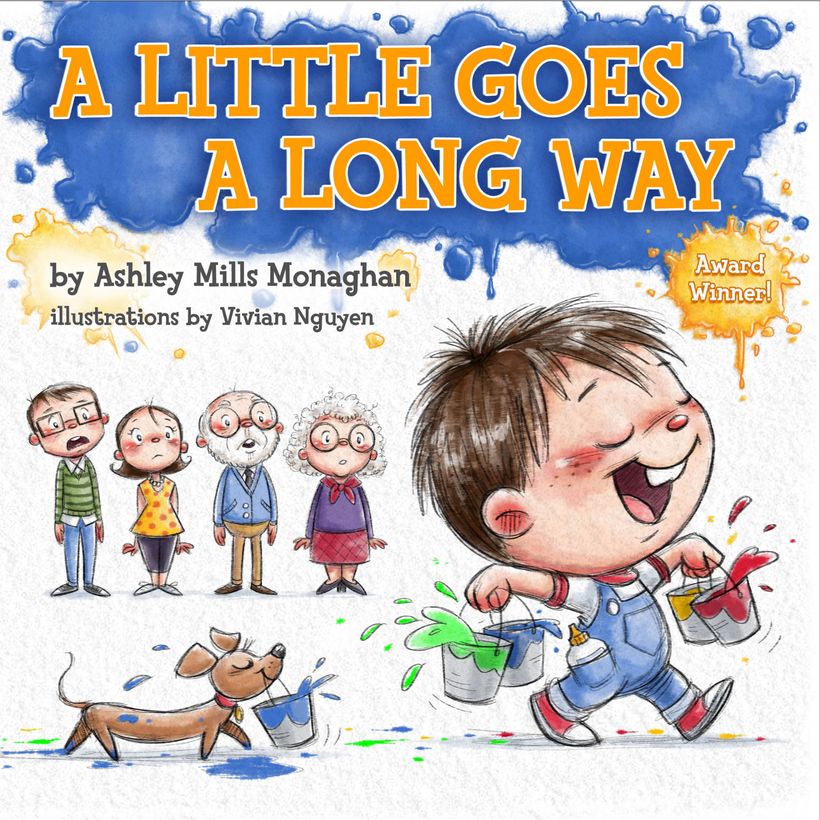 A LITTLE GOES
A LONG WAY
by Ashley Mills Monaghan
illustrations by Vivian Nguyen
Award
Winner!